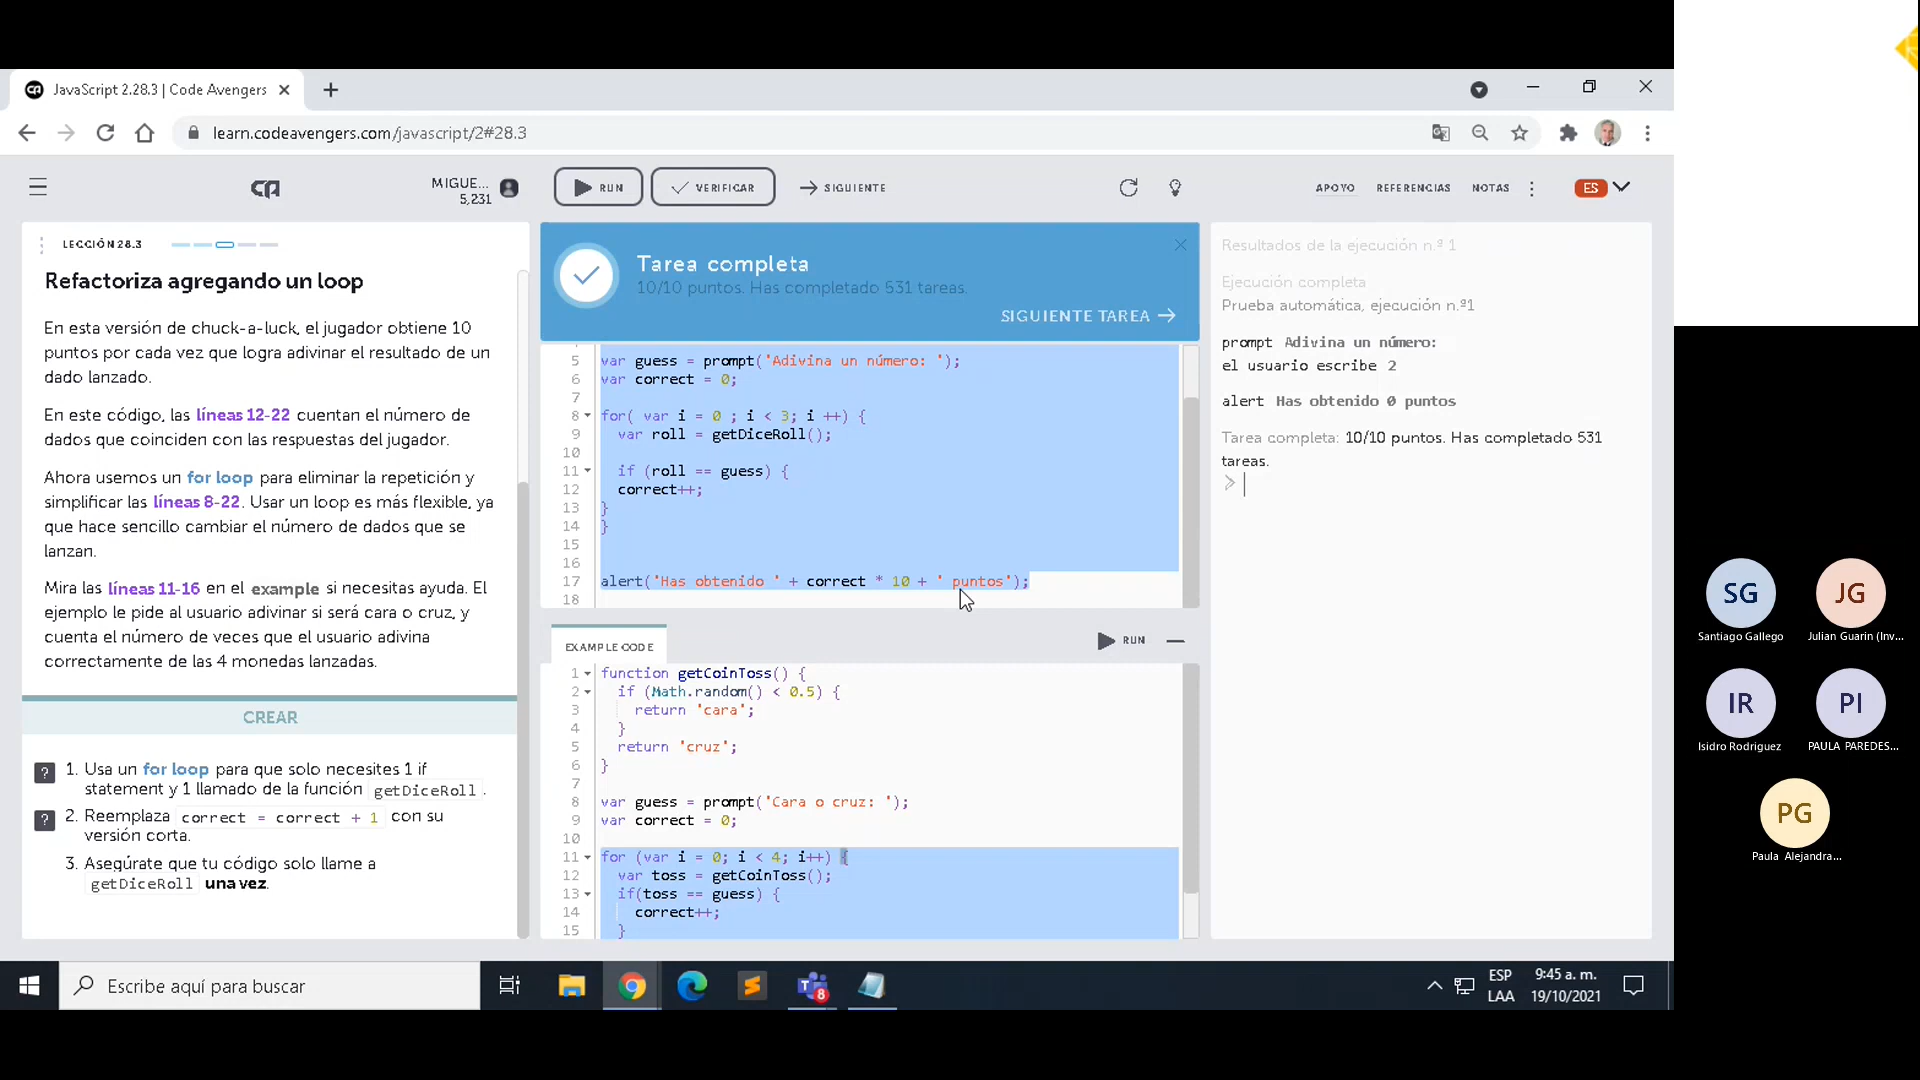 JavaScript 2.28.3 | Code Avengers
learn.codeavengers.com/javascript/2#28.3
MIGUE...
5,231
RUN
VERIFICAR
SIGUIENTE
APOYO
REFERENCIAS
NOTAS
ES
LECCIÓN 28.3
Refactoriza agregando un loop
En esta versión de chuck-a-luck, el jugador obtiene 10
puntos por cada vez que logra adivinar el resultado de un
dado lanzado.
En este código, las líneas 12-22 cuentan el número de
dados que coinciden con las respuestas del jugador.
Ahora usemos un for loop para eliminar la repetición y
simplificar las líneas 8-22. Usar un loop es más flexible, ya
que hace sencillo cambiar el número de dados que se
lanzan.
Mira las líneas 11-16 en el example si necesitas ayuda. El
ejemplo le pide al usuario adivinar si será cara o cruz, y
cuenta el número de veces que el usuario adivina
correctamente de las 4 monedas lanzadas.
CREAR
? 1. Usa un for loop para que solo necesites 1 if
statement y 1 llamado de la función getDiceRoll .
? 2. Reemplaza correct = correct + 1 con su
versión corta.
3. Asegúrate que tu código solo llame a
getDiceRoll una vez.
Tarea completa
10/10 puntos. Has completado 531 tareas.
SIGUIENTE TAREA
5 var guess = prompt('Adivina un número: ');
6 var correct = 0;
7
8 for( var i = 0 ; i < 3; i ++) {
9 var roll = getDiceRoll();
10
11 if (roll == guess) {
12 correct++;
13 }
14 }
15
16
17 alert('Has obtenido ' + correct * 10 + ' puntos');
18
EXAMPLE CODE
RUN
1 function getCoinToss() {
2 if (Math.random() < 0.5) {
3 return 'cara';
4 }
5 return 'cruz';
6 }
7
8 var guess = prompt('Cara o cruz: ');
9 var correct = 0;
10
11 for (var i = 0; i < 4; i++) {
12 var toss = getCoinToss();
13 if(toss == guess) {
14 correct++;
15 }
Resultados de la ejecución n.º 1
Ejecución completa
Prueba automática, ejecución n.º1
prompt Adivina un número:
el usuario escribe 2
alert Has obtenido 0 puntos
Tarea completa: 10/10 puntos. Has completado 531
tareas.
>
SG
Santiago Gallego
JG
Julian Guarin (Inv...
IR
Isidro Rodriguez
PI
PAULA PAREDES...
PG
Paula Alejandra...
Escribe aquí para buscar
8
ESP
LAA
9:45 a. m.
19/10/2021